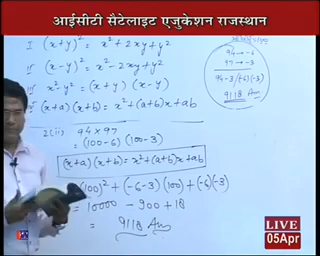 आईसीटी सैटेलाइट एजुकेशन राजस्थान
I (x+y)² = x² + 2xy + y²
II (x-y)² = x² - 2xy + y²
III x²-y² = (x+y) (x-y)
IV (x+a)(x+b) = x²+(a+b)x+ab
94 → -6
97 → -3
94-3/(-6)(-3)
9118 Ans
2(ii) 94 × 97
= (100-6) (100-3)
(x+a)(x+b) = x²+(a+b)x+ab
(100)² + (-6-3) (100) + (-6)(-3)
= 10000 - 900 + 18
= 9118 Ans
LIVE
05Apr